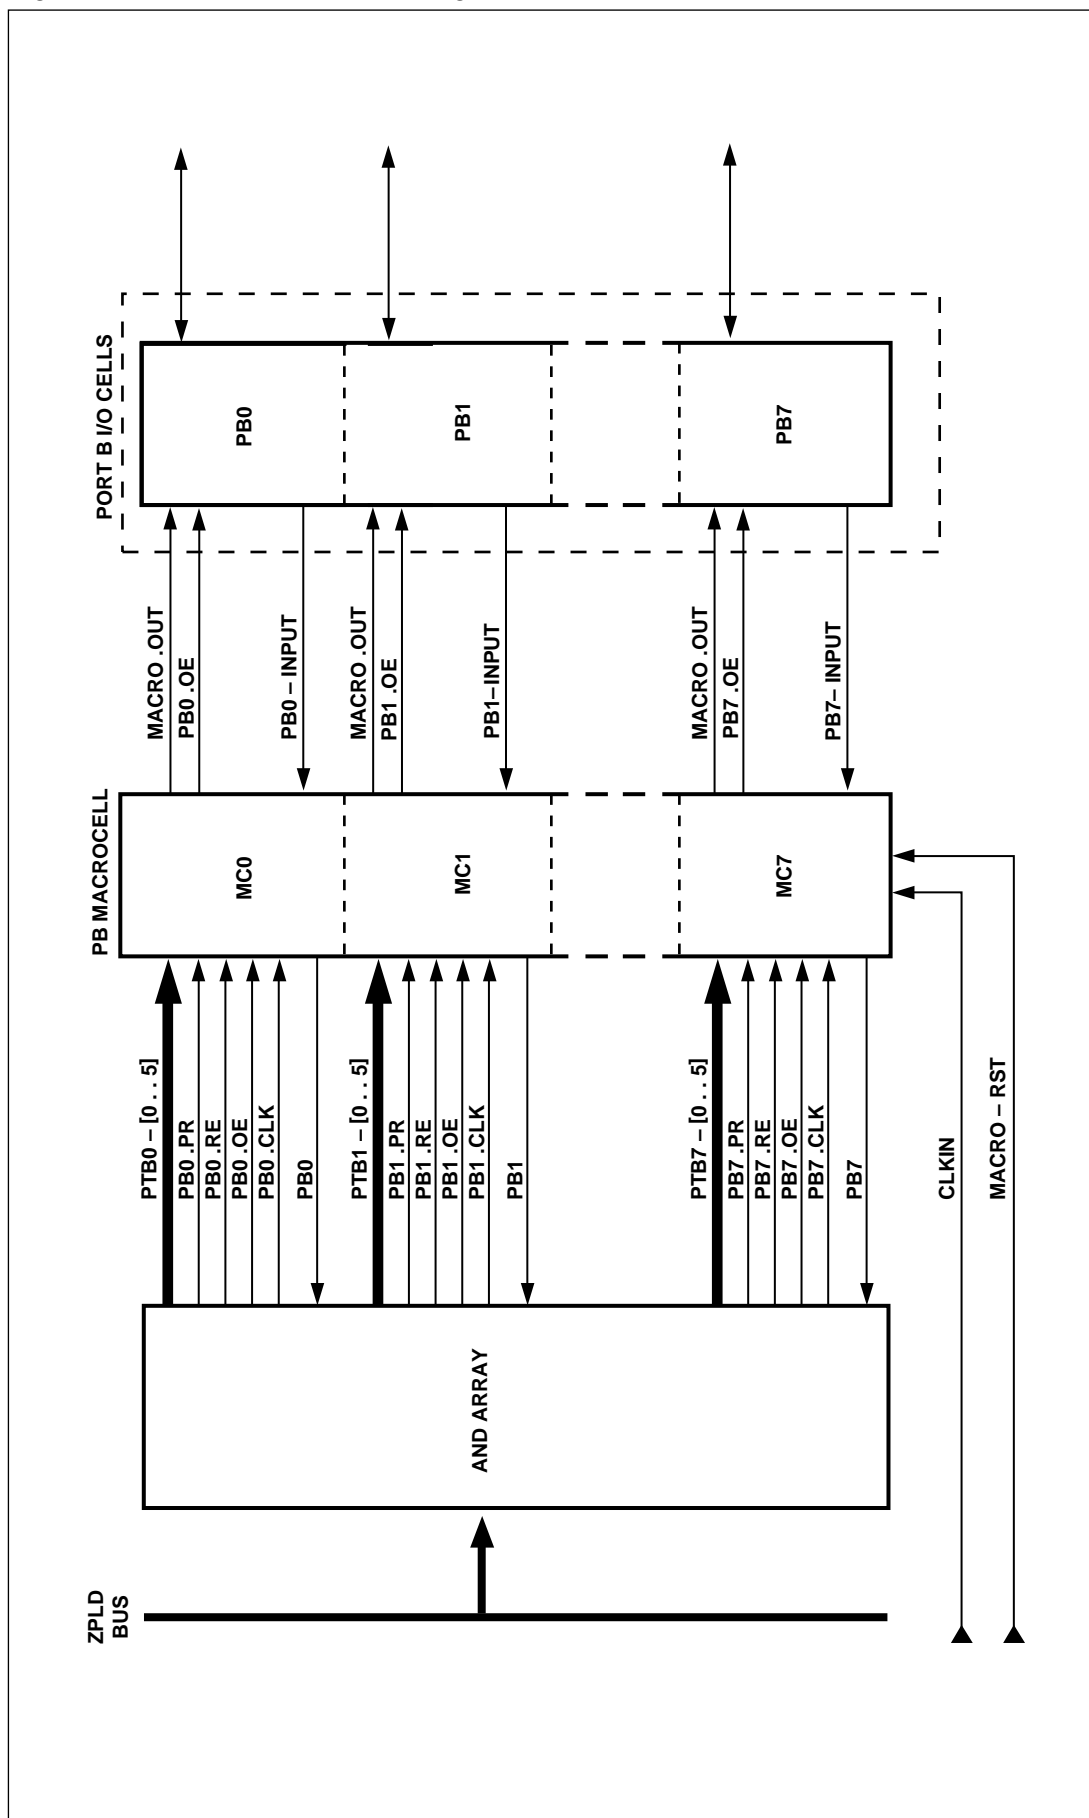 ZPLD
BUS
AND ARRAY
PTB0 – [0 . . 5]
PB0 .PR
PB0 .RE
PB0 .OE
PB0 .CLK
PB0
PTB1 – [0 . . 5]
PB1 .PR
PB1 .RE
PB1 .OE
PB1 .CLK
PB1
PTB7 – [0 . . 5]
PB7 .PR
PB7 .RE
PB7 .OE
PB7 .CLK
PB7
CLKIN
MACRO – RST
PB MACROCELL
MC0
MC1
MC7
MACRO .OUT
PB0 .OE
PB0 – INPUT
MACRO .OUT
PB1 .OE
PB1–INPUT
MACRO .OUT
PB7 .OE
PB7– INPUT
PORT B I/O CELLS
PB0
PB1
PB7